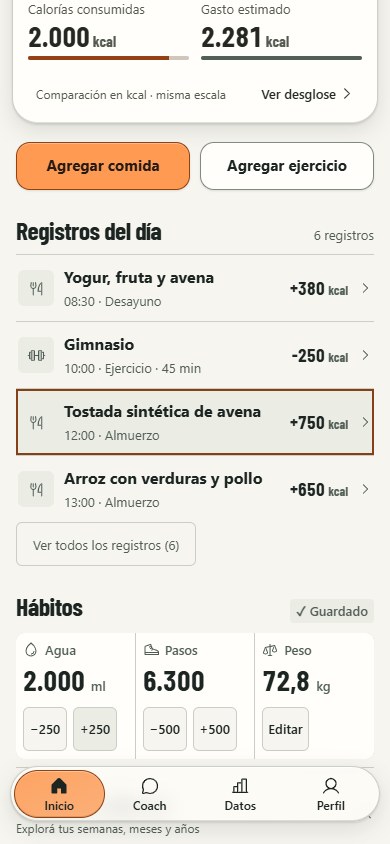 Calorías consumidas
Gasto estimado
2.000 kcal
2.281 kcal
Comparación en kcal · misma escala
Ver desglose
Agregar comida
Agregar ejercicio
Registros del día
6 registros
Yogur, fruta y avena
08:30 · Desayuno
+380 kcal
Gimnasio
10:00 · Ejercicio · 45 min
-250 kcal
Tostada sintética de avena
12:00 · Almuerzo
+750 kcal
Arroz con verduras y pollo
13:00 · Almuerzo
+650 kcal
Ver todos los registros (6)
Hábitos
✓ Guardado
Agua
2.000 ml
−250
+250
Pasos
6.300
−500
+500
Peso
72,8 kg
Editar
Inicio
Coach
Datos
Perfil
Explorá tus semanas, meses y años